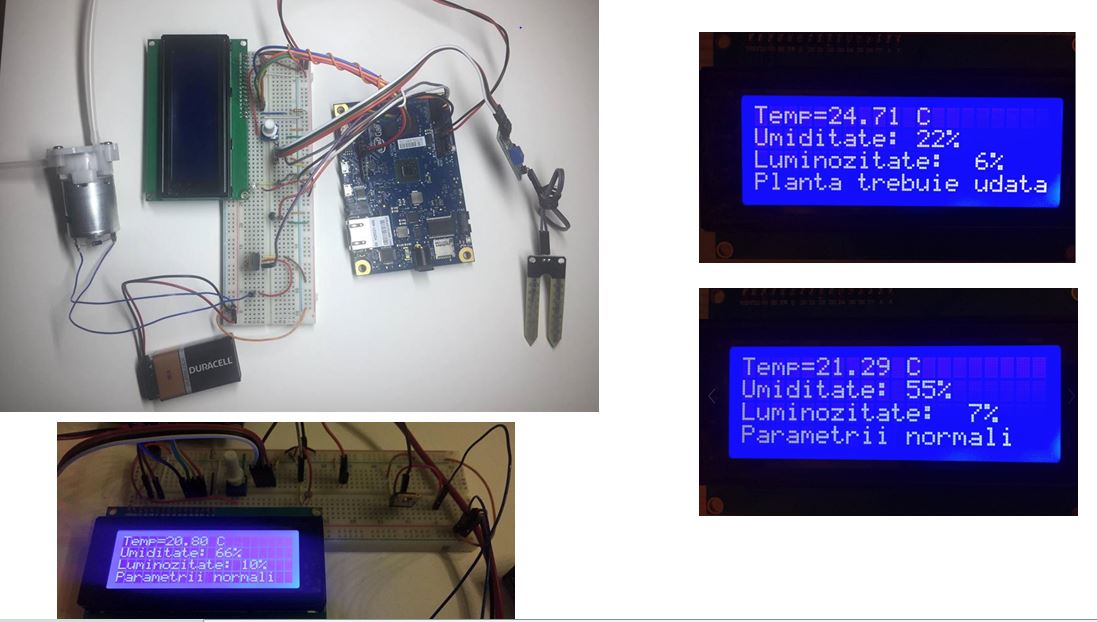 DURACELL
Temp=24.71 C
Umiditate: 22%
Luminozitate: 6%
Planta trebuie udata
Temp=21.29 C
Umiditate: 55%
Luminozitate: 7%
Parametrii normali
Temp=20.80 C
Umiditate: 66%
Luminozitate: 10%
Parametrii normali